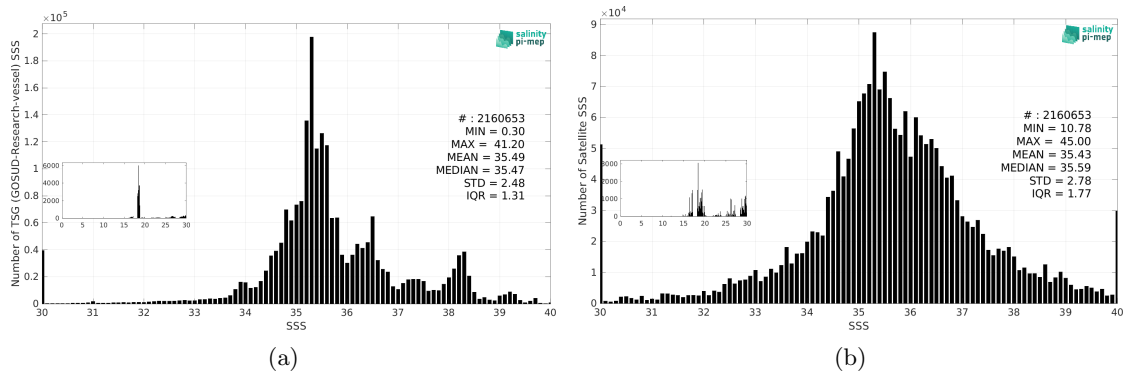 ×10^5
2
1.8
1.6
1.4
1.2
1
0.8
0.6
0.4
0.2
0
Number of TSG (GOSUD-Research-vessel) SSS
salinity
pi-mep
# : 2160653
MIN = 0.30
MAX = 41.20
MEAN = 35.49
MEDIAN = 35.47
STD = 2.48
IQR = 1.31
6000
4000
2000
0
0 5 10 15 20 25 30
30 31 32 33 34 35 36 37 38 39 40
SSS
(a)
×10^4
9
8
7
6
5
4
3
2
1
0
Number of Satellite SSS
salinity
pi-mep
# : 2160653
MIN = 10.78
MAX = 45.00
MEAN = 35.43
MEDIAN = 35.59
STD = 2.78
IQR = 1.77
3000
2000
1000
0
0 5 10 15 20 25 30
30 31 32 33 34 35 36 37 38 39 40
SSS
(b)